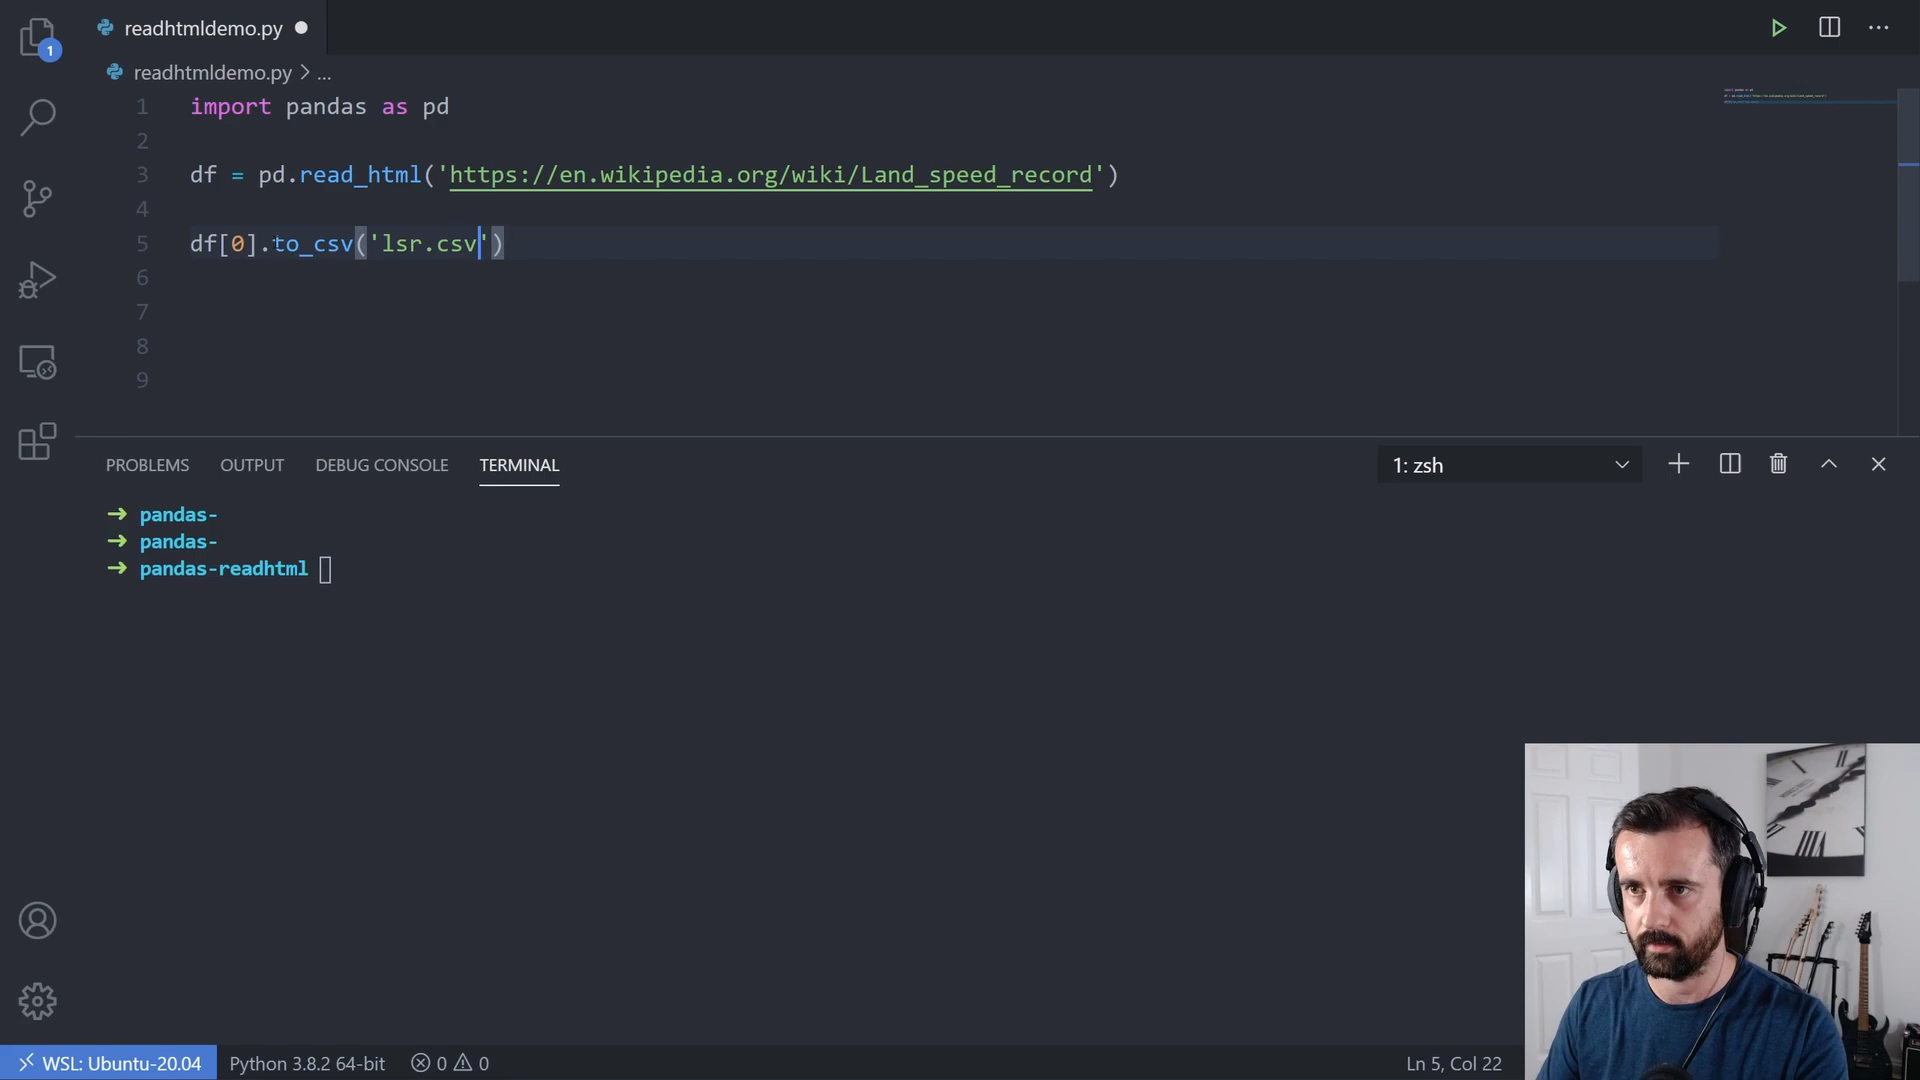 readhtmldemo.py
1
readhtmldemo.py > ...
1 import pandas as pd
2
3 df = pd.read_html('https://en.wikipedia.org/wiki/Land_speed_record')
4
5 df[0].to_csv('lsr.csv')
6
7
8
9
PROBLEMS OUTPUT DEBUG CONSOLE TERMINAL 1: zsh
→ pandas-
→ pandas-
→ pandas-readhtml
WSL: Ubuntu-20.04 Python 3.8.2 64-bit 0 0 Ln 5, Col 22